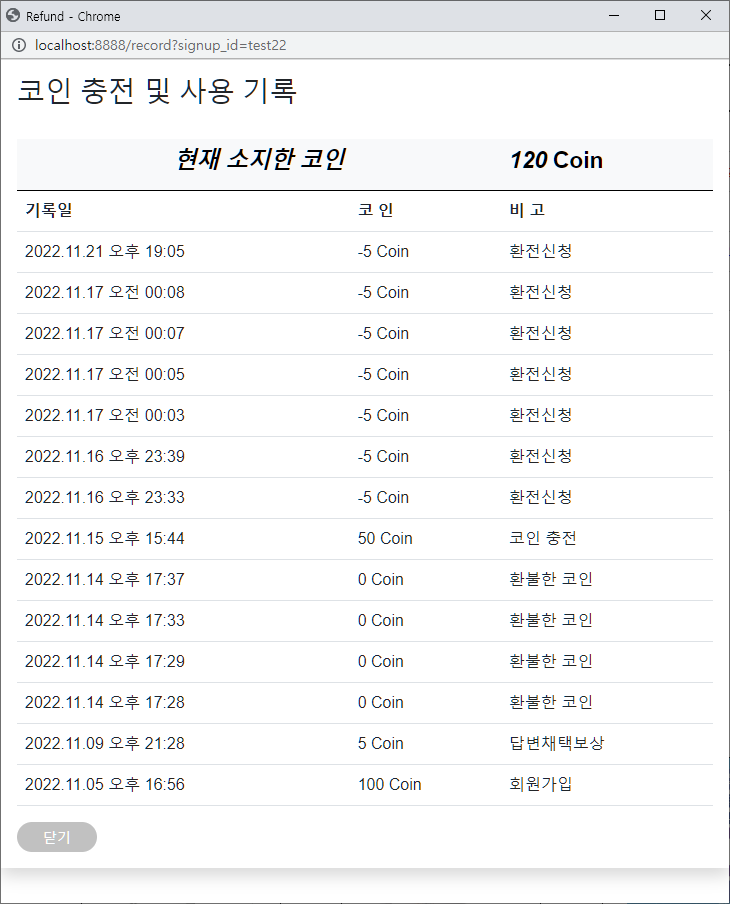 Refund - Chrome
localhost:8888/record?signup_id=test22
코인 충전 및 사용 기록
현재 소지한 코인 120 Coin
기록일 코 인 비 고
2022.11.21 오후 19:05 -5 Coin 환전신청
2022.11.17 오전 00:08 -5 Coin 환전신청
2022.11.17 오전 00:07 -5 Coin 환전신청
2022.11.17 오전 00:05 -5 Coin 환전신청
2022.11.17 오전 00:03 -5 Coin 환전신청
2022.11.16 오후 23:39 -5 Coin 환전신청
2022.11.16 오후 23:33 -5 Coin 환전신청
2022.11.15 오후 15:44 50 Coin 코인 충전
2022.11.14 오후 17:37 0 Coin 환불한 코인
2022.11.14 오후 17:33 0 Coin 환불한 코인
2022.11.14 오후 17:29 0 Coin 환불한 코인
2022.11.14 오후 17:28 0 Coin 환불한 코인
2022.11.09 오후 21:28 5 Coin 답변채택보상
2022.11.05 오후 16:56 100 Coin 회원가입
닫기